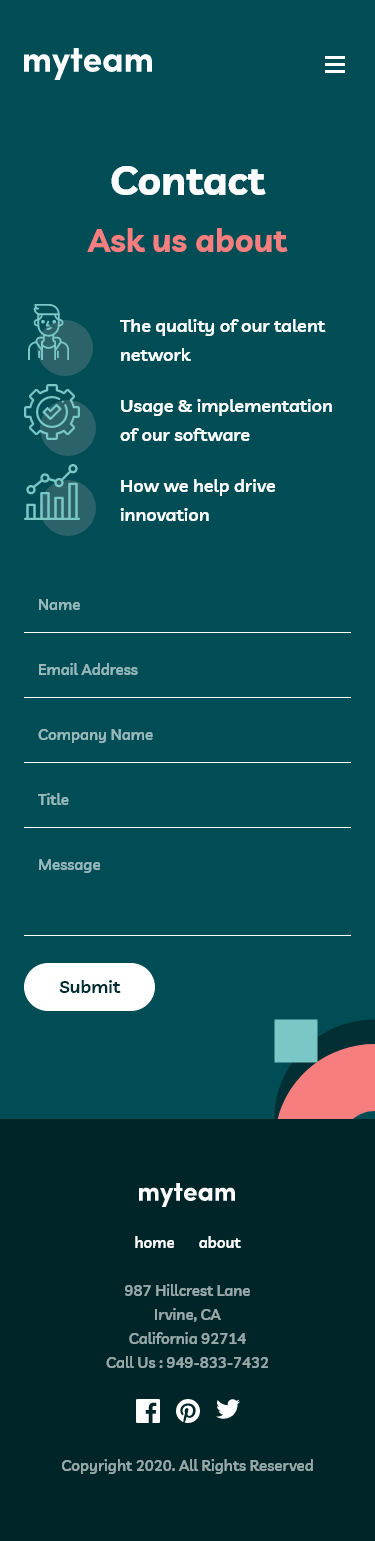 myteam
Contact
Ask us about
The quality of our talent
network
Usage & implementation
of our software
How we help drive
innovation
Name
Email Address
Company Name
Title
Message
Submit
myteam
home about
987 Hillcrest Lane
Irvine, CA
California 92714
Call Us : 949-833-7432
Copyright 2020. All Rights Reserved